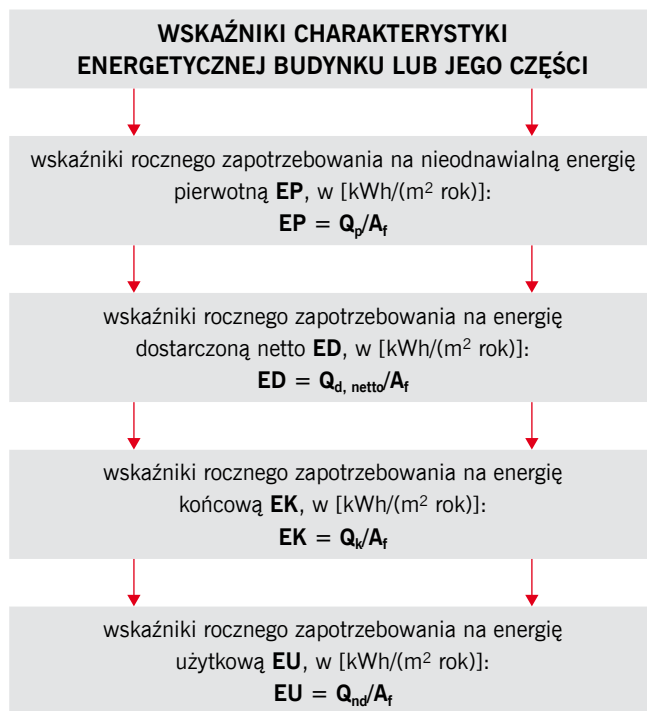 WSKAŹNIKI CHARAKTERYSTYKI
ENERGETYCZNEJ BUDYNKU LUB JEGO CZĘŚCI
wskaźniki rocznego zapotrzebowania na nieodnawialną energię
pierwotną EP, w [kWh/(m² rok)]:
EP = Qp/Af
wskaźniki rocznego zapotrzebowania na energię
dostarczoną netto ED, w [kWh/(m² rok)]:
ED = Qd, netto/Af
wskaźniki rocznego zapotrzebowania na energię
końcową EK, w [kWh/(m² rok)]:
EK = Qk/Af
wskaźniki rocznego zapotrzebowania na energię
użytkową EU, w [kWh/(m² rok)]:
EU = Qnd/Af